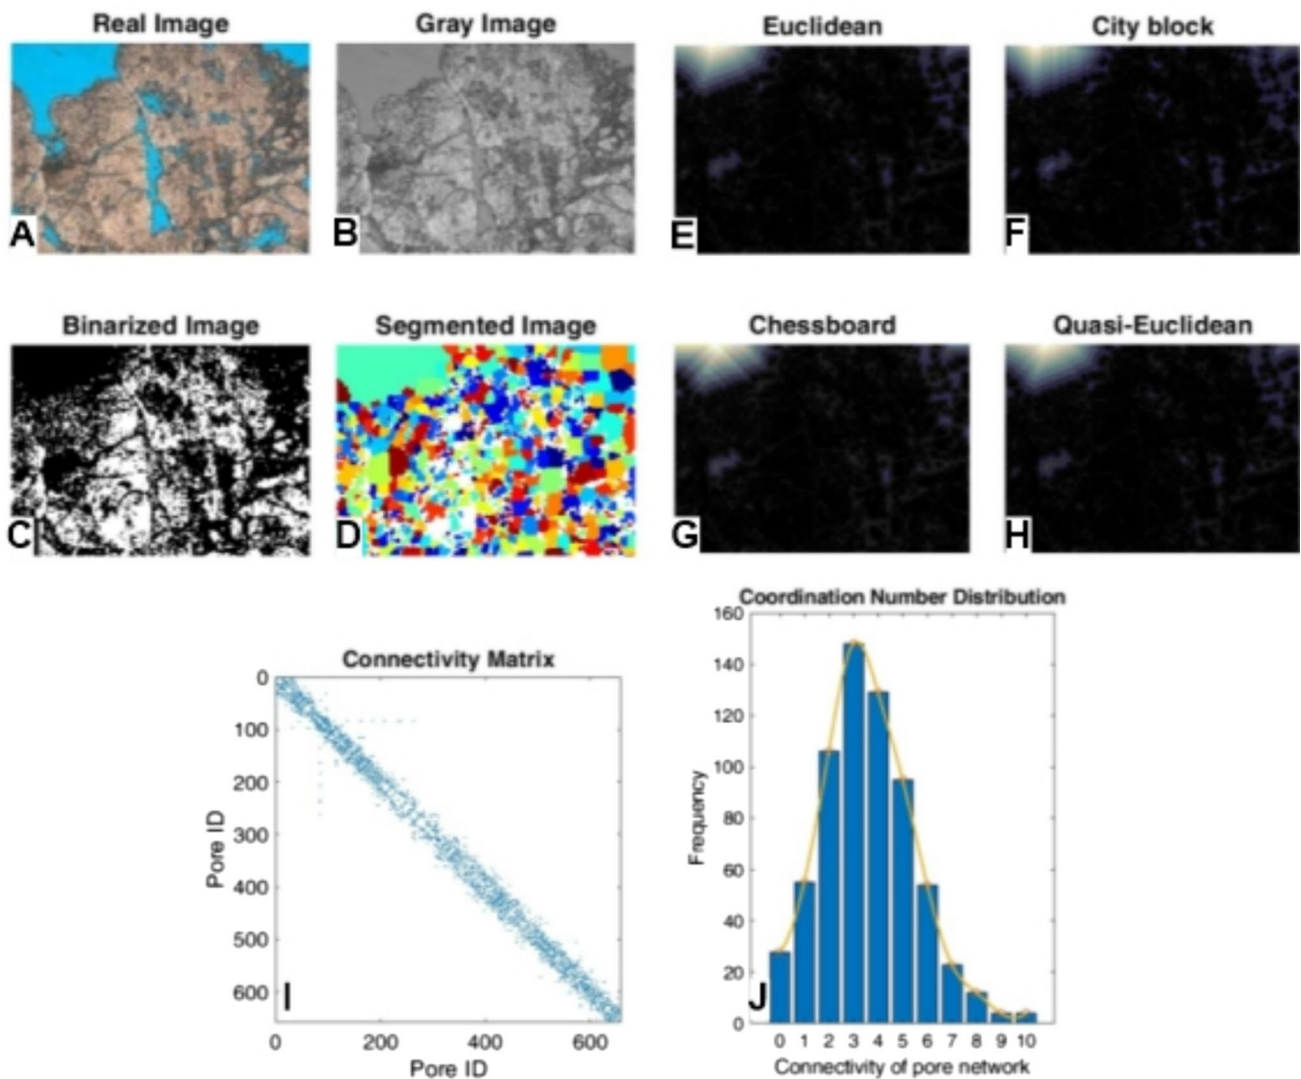 Real Image
Gray Image
Euclidean
City block
A
B
E
F
Binarized Image
Segmented Image
Chessboard
Quasi-Euclidean
C
D
G
H
Connectivity Matrix
0
100
200
300
400
500
600
Pore ID
I
0 200 400 600
Pore ID
Coordination Number Distribution
160
140
120
100
80
60
40
20
0
Frequency
J
0 1 2 3 4 5 6 7 8 9 10
Connectivity of pore network